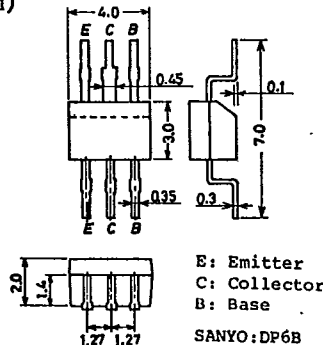 4.0
E C B
0.45
0.1
3.0
7.0
0.35
0.3
E C B
2.0
1.4
1.27 1.27
E: Emitter
C: Collector
B: Base
SANYO:DP6B